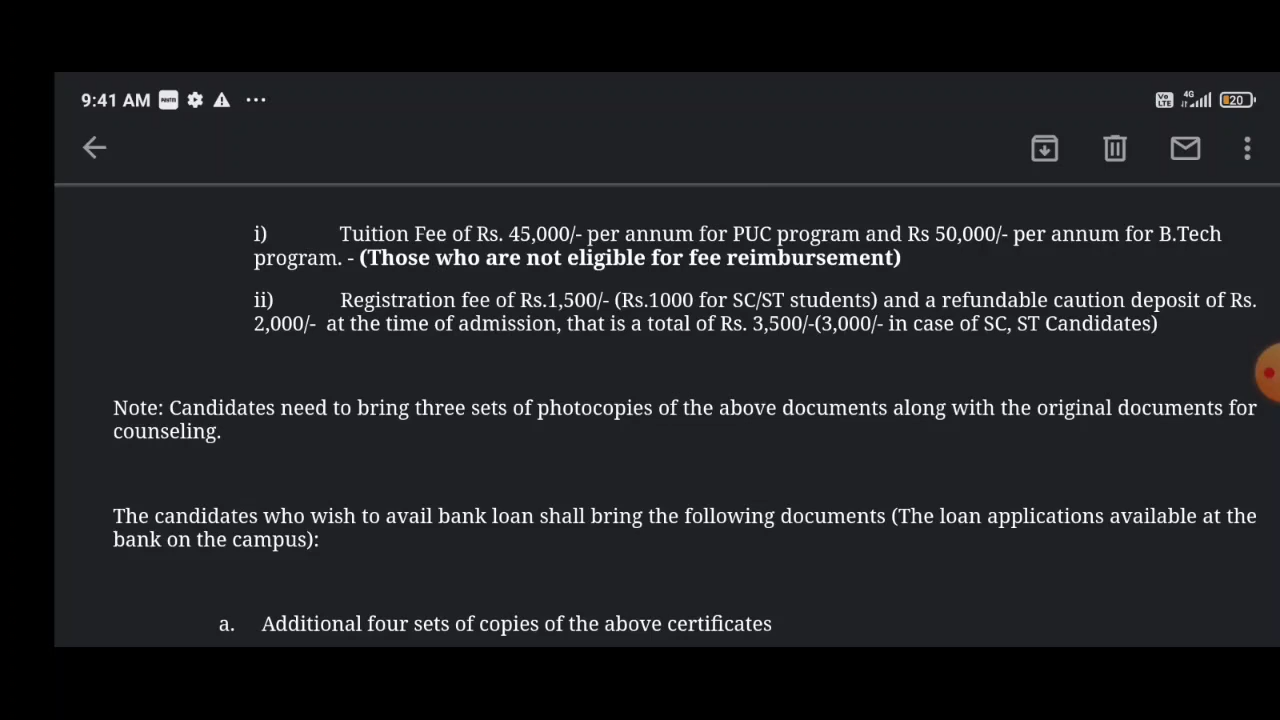 9:41 AM Paytm ...
Vo LTE 4G 20
i) Tuition Fee of Rs. 45,000/- per annum for PUC program and Rs 50,000/- per annum for B.Tech
program. - (Those who are not eligible for fee reimbursement)
ii) Registration fee of Rs.1,500/- (Rs.1000 for SC/ST students) and a refundable caution deposit of Rs.
2,000/- at the time of admission, that is a total of Rs. 3,500/-(3,000/- in case of SC, ST Candidates)
Note: Candidates need to bring three sets of photocopies of the above documents along with the original documents for
counseling.
The candidates who wish to avail bank loan shall bring the following documents (The loan applications available at the
bank on the campus):
a. Additional four sets of copies of the above certificates